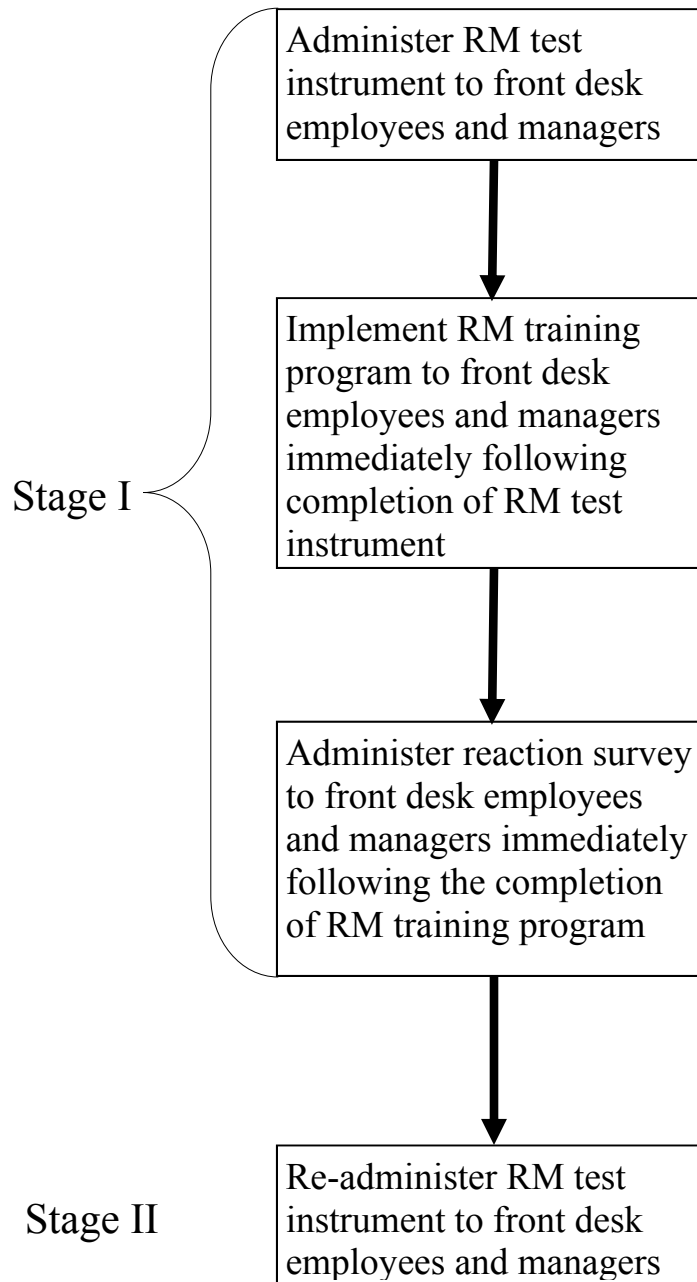 Administer RM test
instrument to front desk
employees and managers
Implement RM training
program to front desk
employees and managers
immediately following
completion of RM test
instrument
Stage I
Administer reaction survey
to front desk employees
and managers immediately
following the completion
of RM training program
Re-administer RM test
instrument to front desk
employees and managers
Stage II